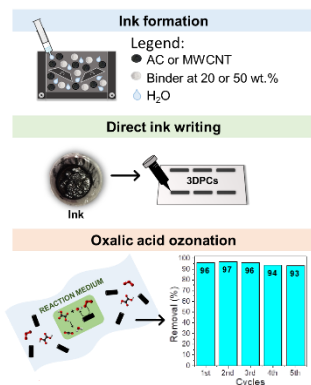 Ink formation
Legend:
AC or MWCNT
Binder at 20 or 50 wt.%
H₂O
Direct ink writing
3DPCs
Ink
Oxalic acid ozonation
REACTION MEDIUM
Removal (%)
100
90
80
70
60
50
40
30
20
10
0
96
97
96
94
93
1st
2nd
3rd
4th
5th
Cycles